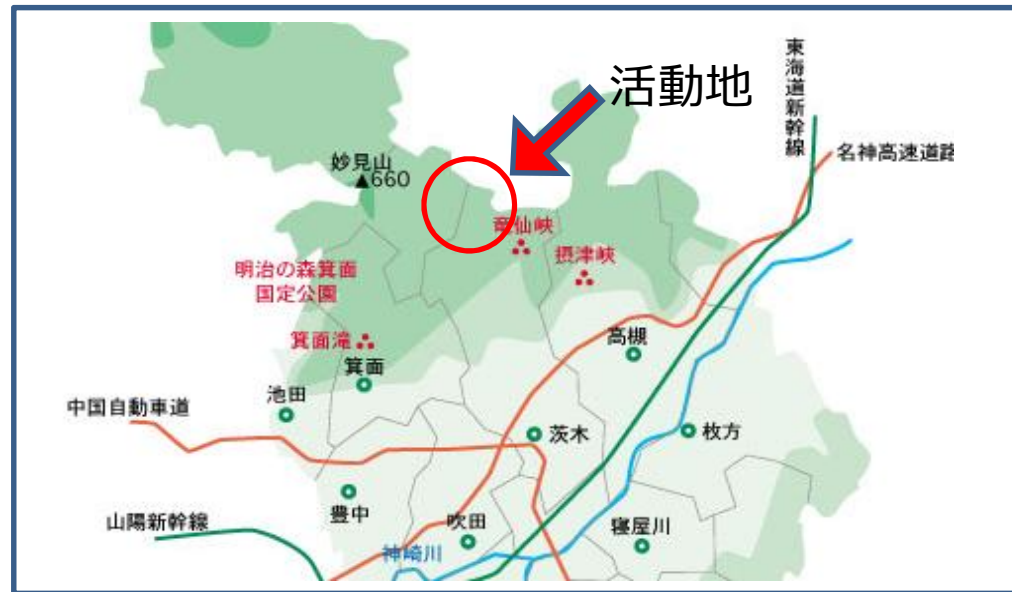 活動地
東海道新幹線
名神高速道路
妙見山
▲660
竜仙峡
摂津峡
明治の森箕面
国定公園
箕面滝
高槻
箕面
池田
中国自動車道
茨木
枚方
豊中
山陽新幹線
吹田
寝屋川
神崎川